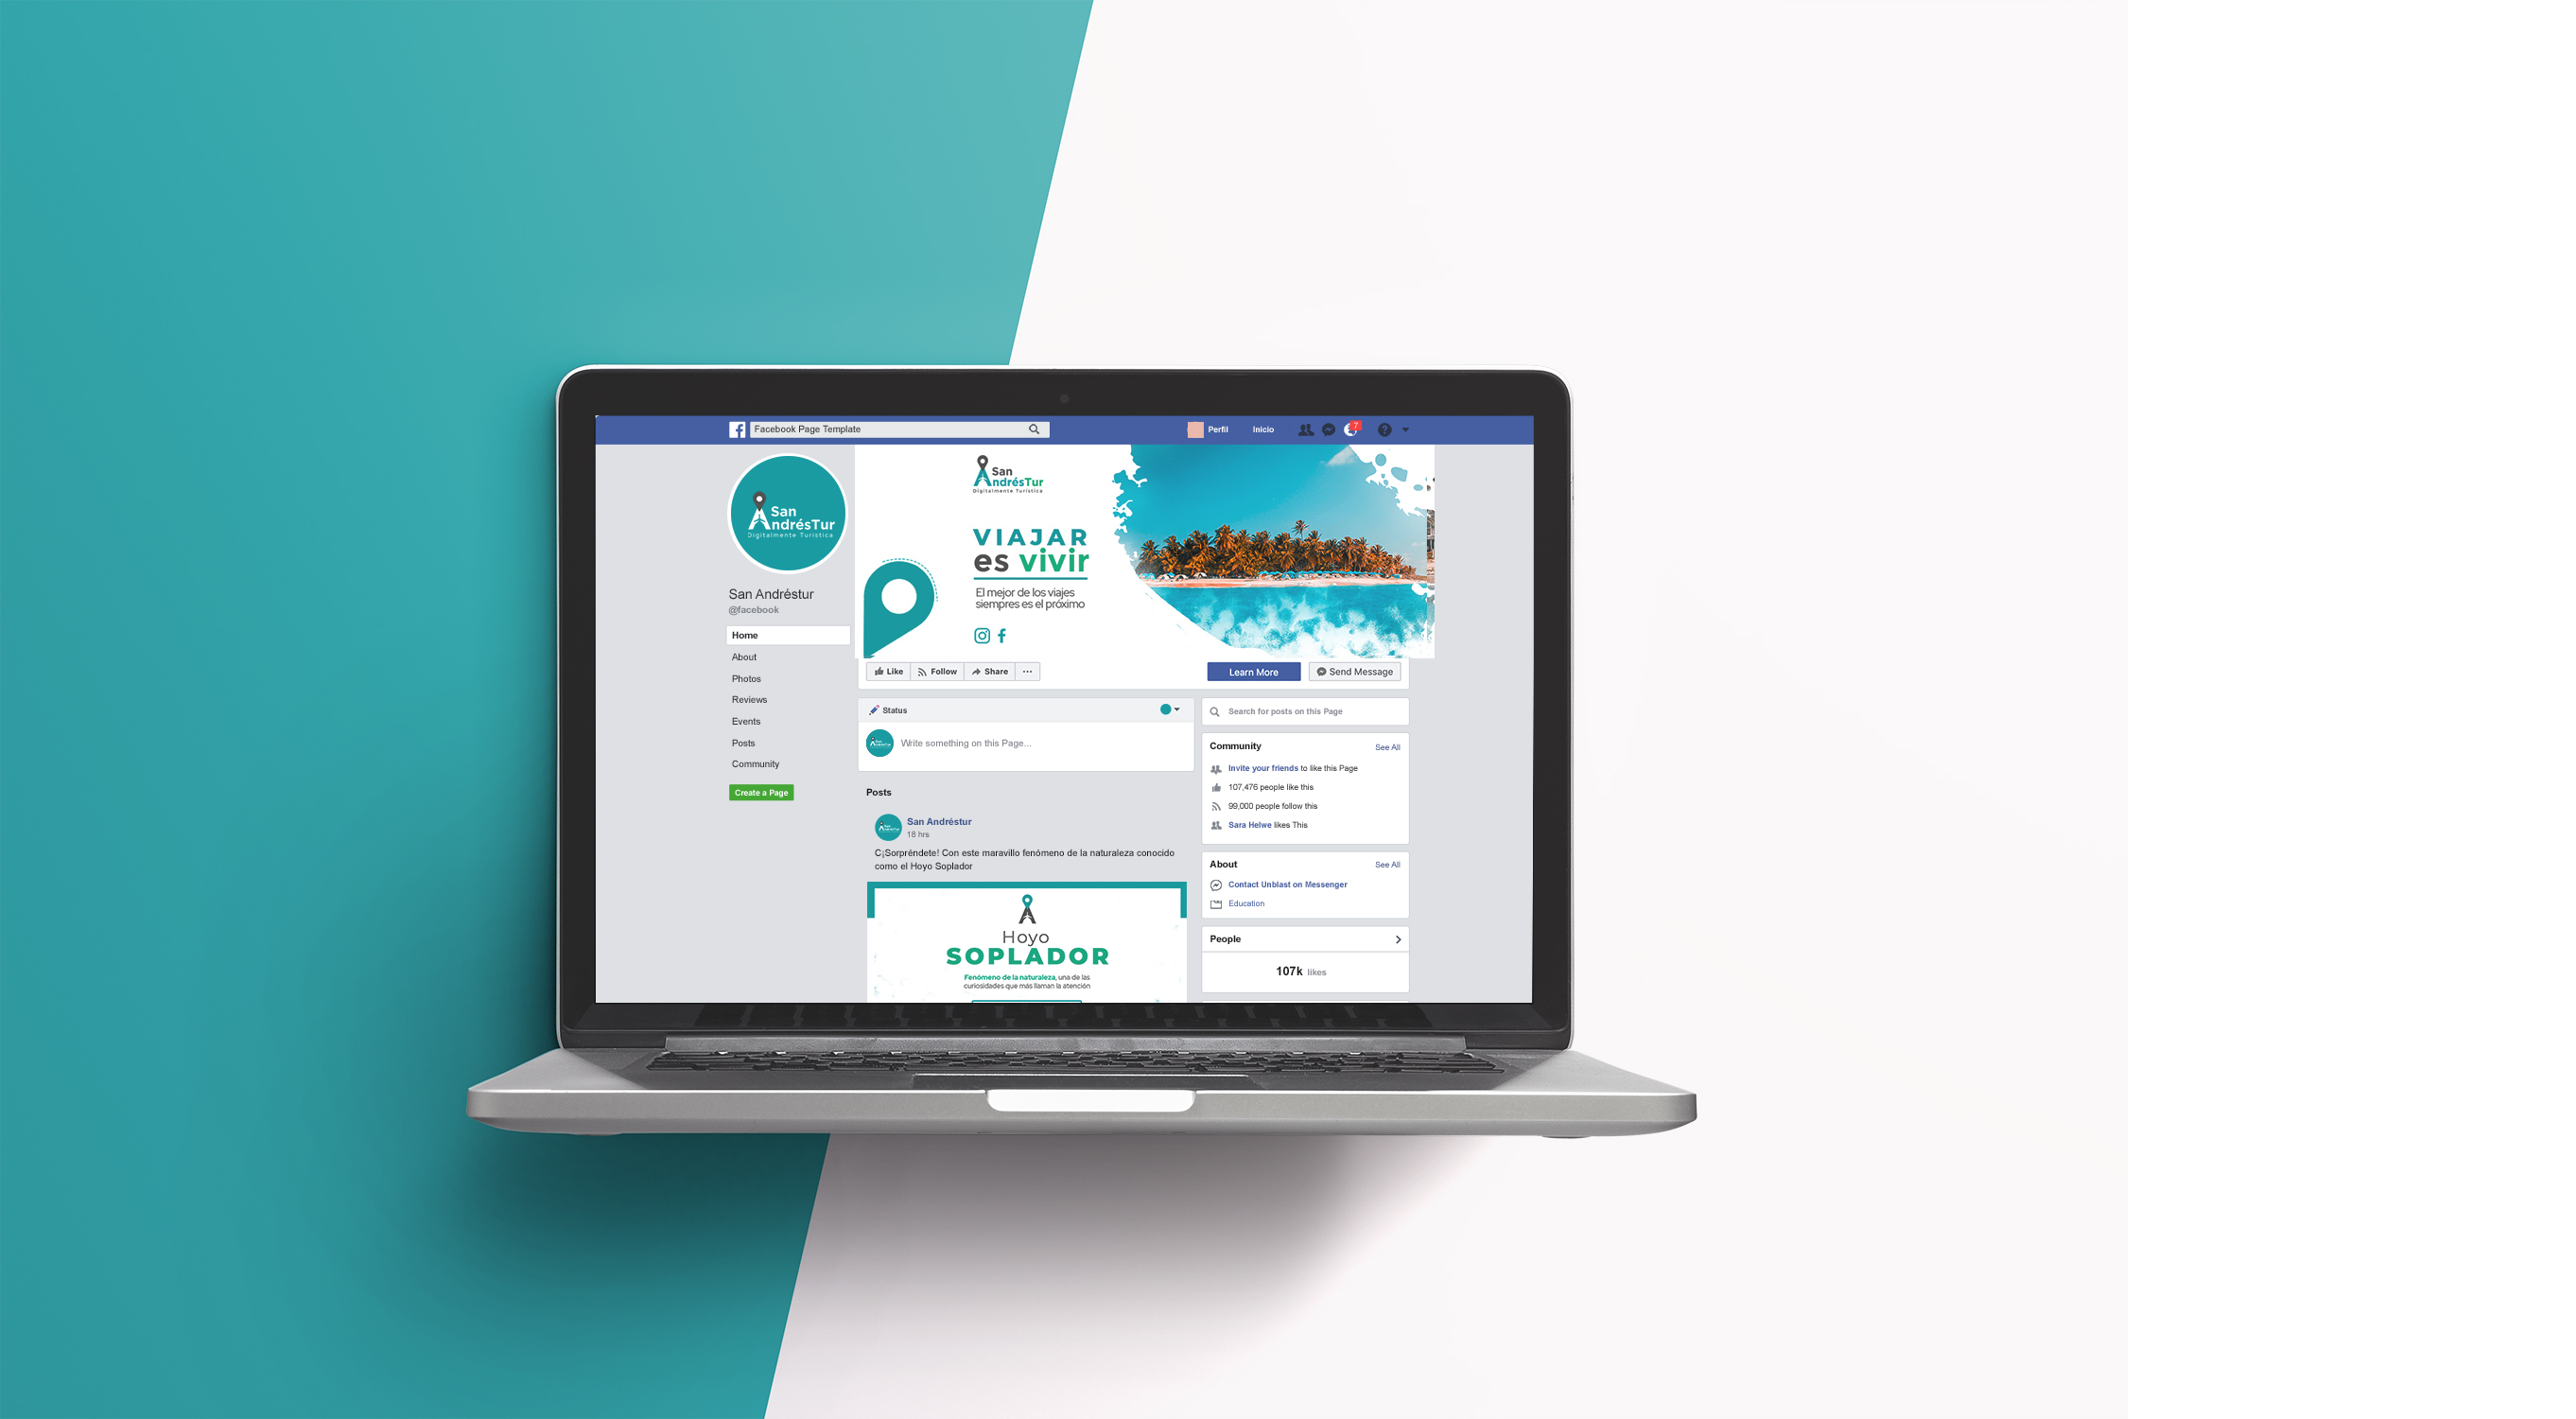 Facebook Page Template
Perfil
Inicio
7
San
AndrésTur
Digitalmente Turística
San Andréstur
@facebook
Home
About
Photos
Reviews
Events
Posts
Community
Create a Page
San
AndrésTur
Digitalmente Turística
VIAJAR
es vivir
El mejor de los viajes
siempres es el próximo
Like
Follow
Share
Learn More
Send Message
Status
Write something on this Page...
Posts
San Andréstur
18 hrs
C¡Sorpréndete! Con este maravillo fenómeno de la naturaleza conocido
como el Hoyo Soplador
Hoyo
SOPLADOR
Fenómeno de la naturaleza, una de las
curiosidades que más llaman la atención
Search for posts on this Page
Community
See All
Invite your friends to like this Page
107,476 people like this
99,000 people follow this
Sara Helwe likes This
About
See All
Contact Unblast on Messenger
Education
People
107k likes